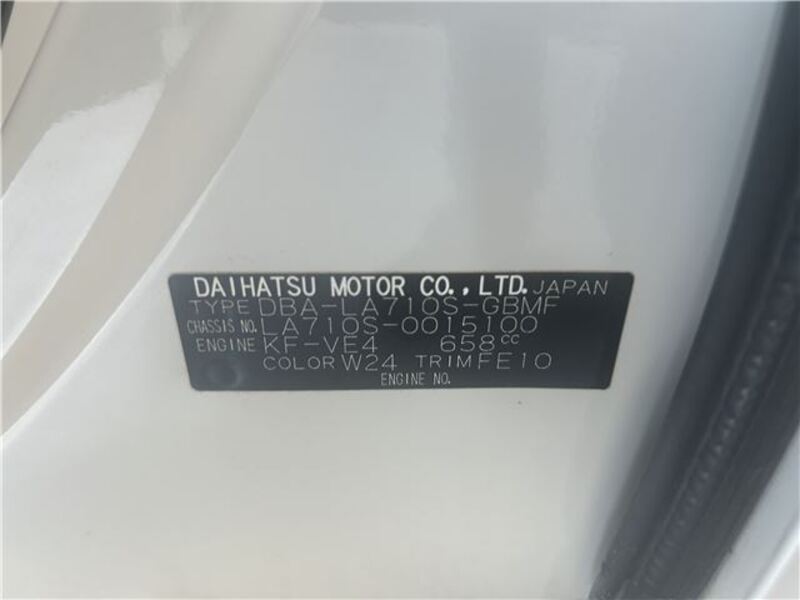 DAIHATSU MOTOR CO., LTD. JAPAN
TYPE DBA-LA710S-GBMF
CHASSIS NO. LA710S-0015100
ENGINE KF-VE4 658cc
COLOR W24 TRIM FE10
ENGINE NO.